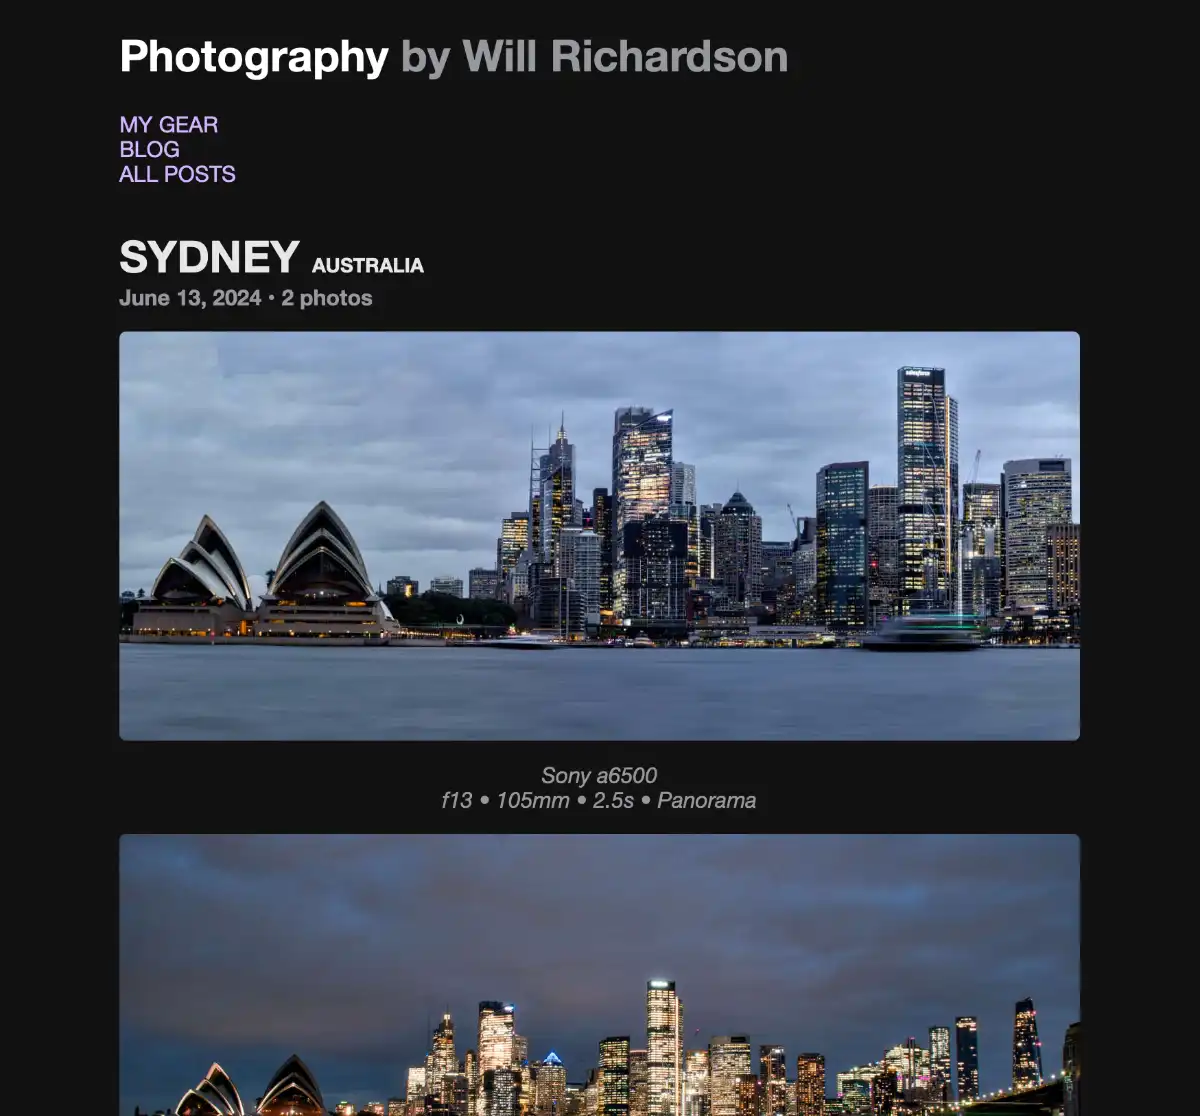 Photography by Will Richardson
MY GEAR
BLOG
ALL POSTS
SYDNEY AUSTRALIA
June 13, 2024 • 2 photos
salesforce
Sony a6500
f13 • 105mm • 2.5s • Panorama